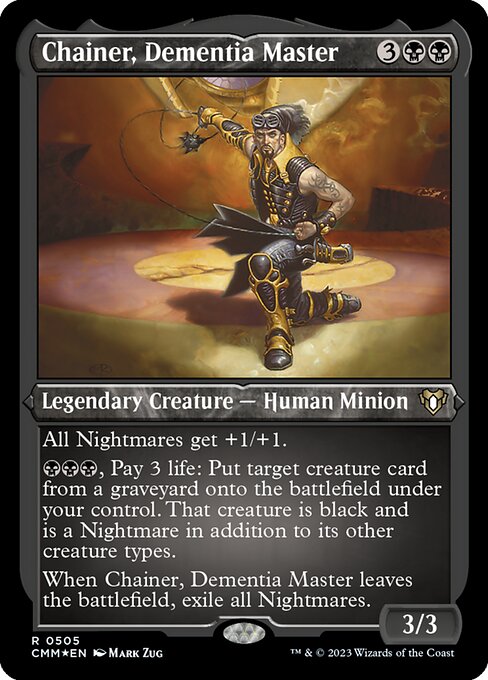 Chainer, Dementia Master 3
Legendary Creature — Human Minion
All Nightmares get +1/+1.
, Pay 3 life: Put target creature card
from a graveyard onto the battlefield under
your control. That creature is black and
is a Nightmare in addition to its other
creature types.
When Chainer, Dementia Master leaves
the battlefield, exile all Nightmares.
3/3
R 0505
CMM★EN Mark Zug
™ & © 2023 Wizards of the Coast